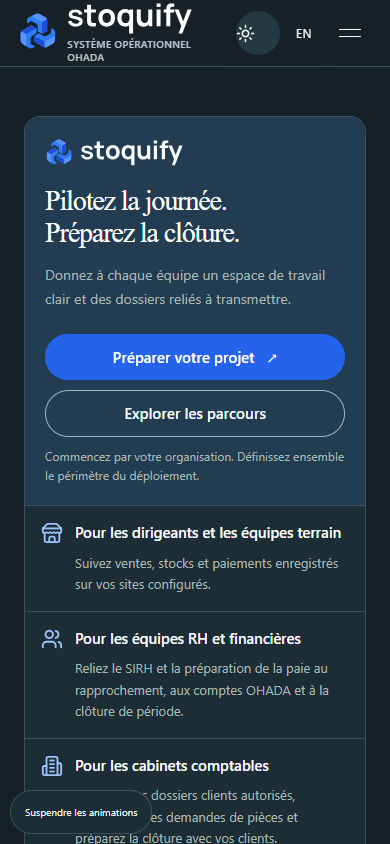 stoquify
SYSTÈME OPÉRATIONNEL
OHADA
EN
stoquify
Pilotez la journée.
Préparez la clôture.
Donnez à chaque équipe un espace de travail
clair et des dossiers reliés à transmettre.
Préparer votre projet ↗
Explorer les parcours
Commencez par votre organisation. Définissez ensemble
le périmètre du déploiement.
Pour les dirigeants et les équipes terrain
Suivez ventes, stocks et paiements enregistrés
sur vos sites configurés.
Pour les équipes RH et financières
Reliez le SIRH et la préparation de la paie au
rapprochement, aux comptes OHADA et à la
clôture de période.
Pour les cabinets comptables
dossiers clients autorisés,
demandes de pièces et
préparez la clôture avec vos clients.
Suspendre les animations